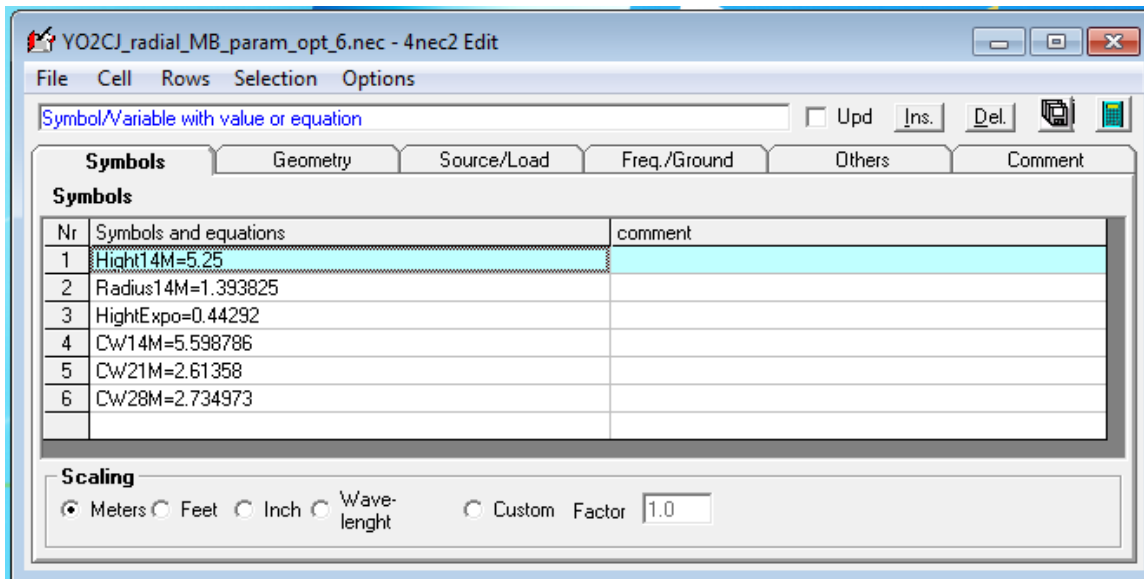 YO2CJ_radial_MB_param_opt_6.nec - 4nec2 Edit
File Cell Rows Selection Options
Symbol/Variable with value or equation Upd Ins. Del.
Symbols Geometry Source/Load Freq./Ground Others Comment
Symbols
Nr Symbols and equations comment
1 Hight14M=5.25
2 Radius14M=1.393825
3 HightExpo=0.44292
4 CW14M=5.598786
5 CW21M=2.61358
6 CW28M=2.734973
Scaling
Meters Feet Inch Wave-
lenght Custom Factor 1.0